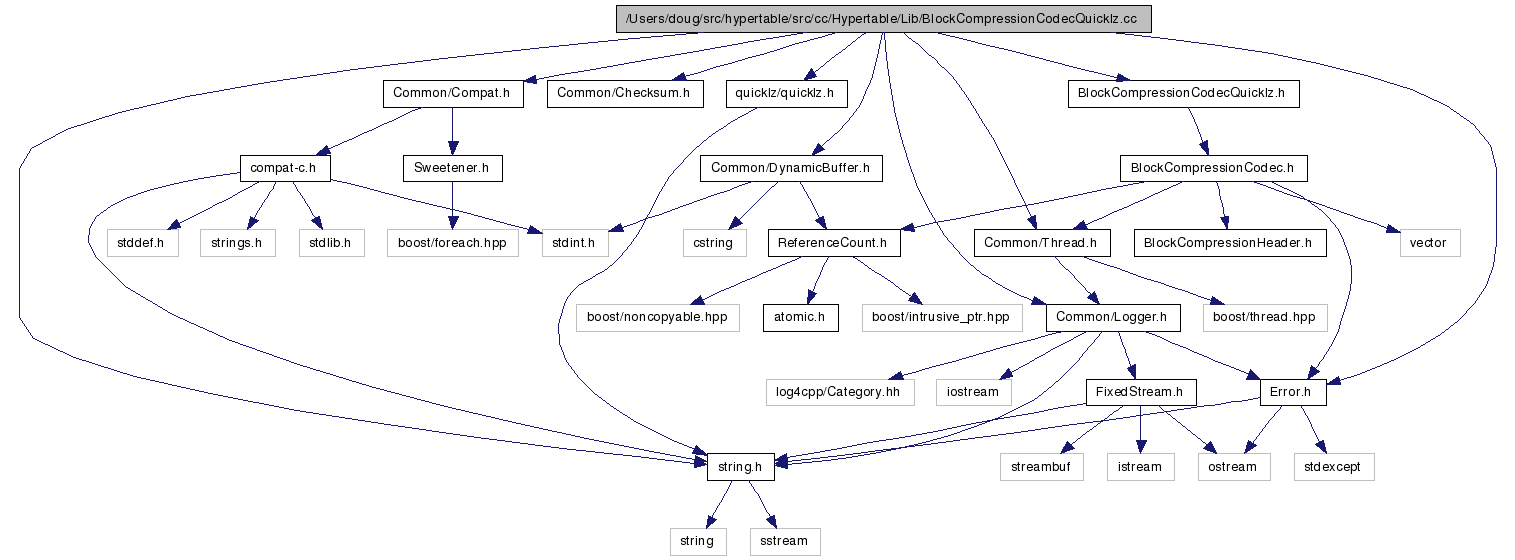 /Users/doug/src/hypertable/src/cc/Hypertable/Lib/BlockCompressionCodecQuicklz.cc
Common/Compat.h
Common/Checksum.h
quicklz/quicklz.h
BlockCompressionCodecQuicklz.h
compat-c.h
Sweetener.h
Common/DynamicBuffer.h
BlockCompressionCodec.h
stddef.h
strings.h
stdlib.h
boost/foreach.hpp
stdint.h
cstring
ReferenceCount.h
Common/Thread.h
BlockCompressionHeader.h
vector
boost/noncopyable.hpp
atomic.h
boost/intrusive_ptr.hpp
Common/Logger.h
boost/thread.hpp
log4cpp/Category.hh
iostream
FixedStream.h
Error.h
string.h
streambuf
istream
ostream
stdexcept
string
sstream